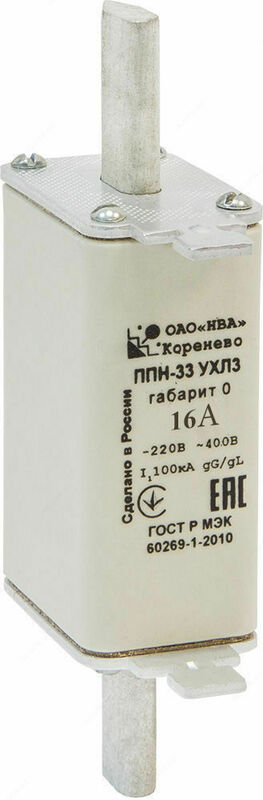 ОАО«НВА»
Коренево
ППН-33 УХЛ3
габарит 0
16А
–220В ~400В
I₁100кА gG/gL
Сделано в России
ЕАС
ГОСТ Р МЭК
60269-1-2010